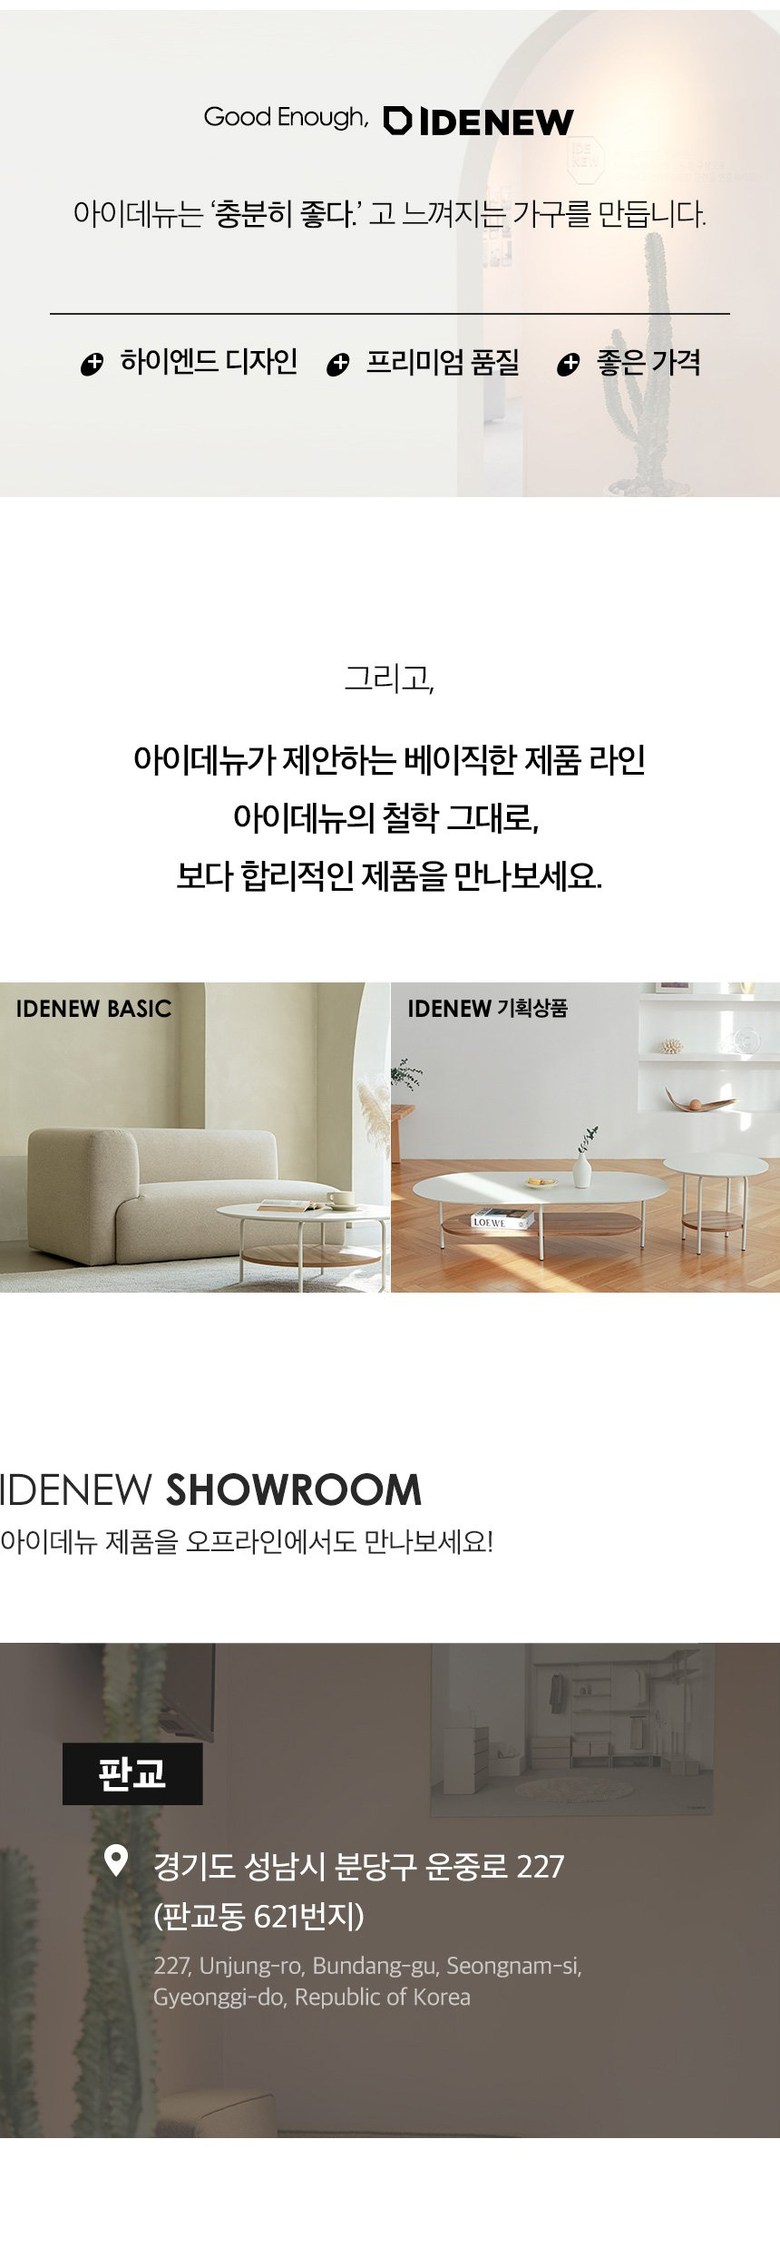 Good Enough, IDENEW
아이데뉴는 ‘충분히 좋다.’ 고 느껴지는 가구를 만듭니다.
하이엔드 디자인 프리미엄 품질 좋은 가격
그리고,
아이데뉴가 제안하는 베이직한 제품 라인
아이데뉴의 철학 그대로,
보다 합리적인 제품을 만나보세요.
IDENEW BASIC
IDENEW 기획상품
LOEWE
IDENEW SHOWROOM
아이데뉴 제품을 오프라인에서도 만나보세요!
판교
경기도 성남시 분당구 운중로 227
(판교동 621번지)
227, Unjung-ro, Bundang-gu, Seongnam-si,
Gyeonggi-do, Republic of Korea